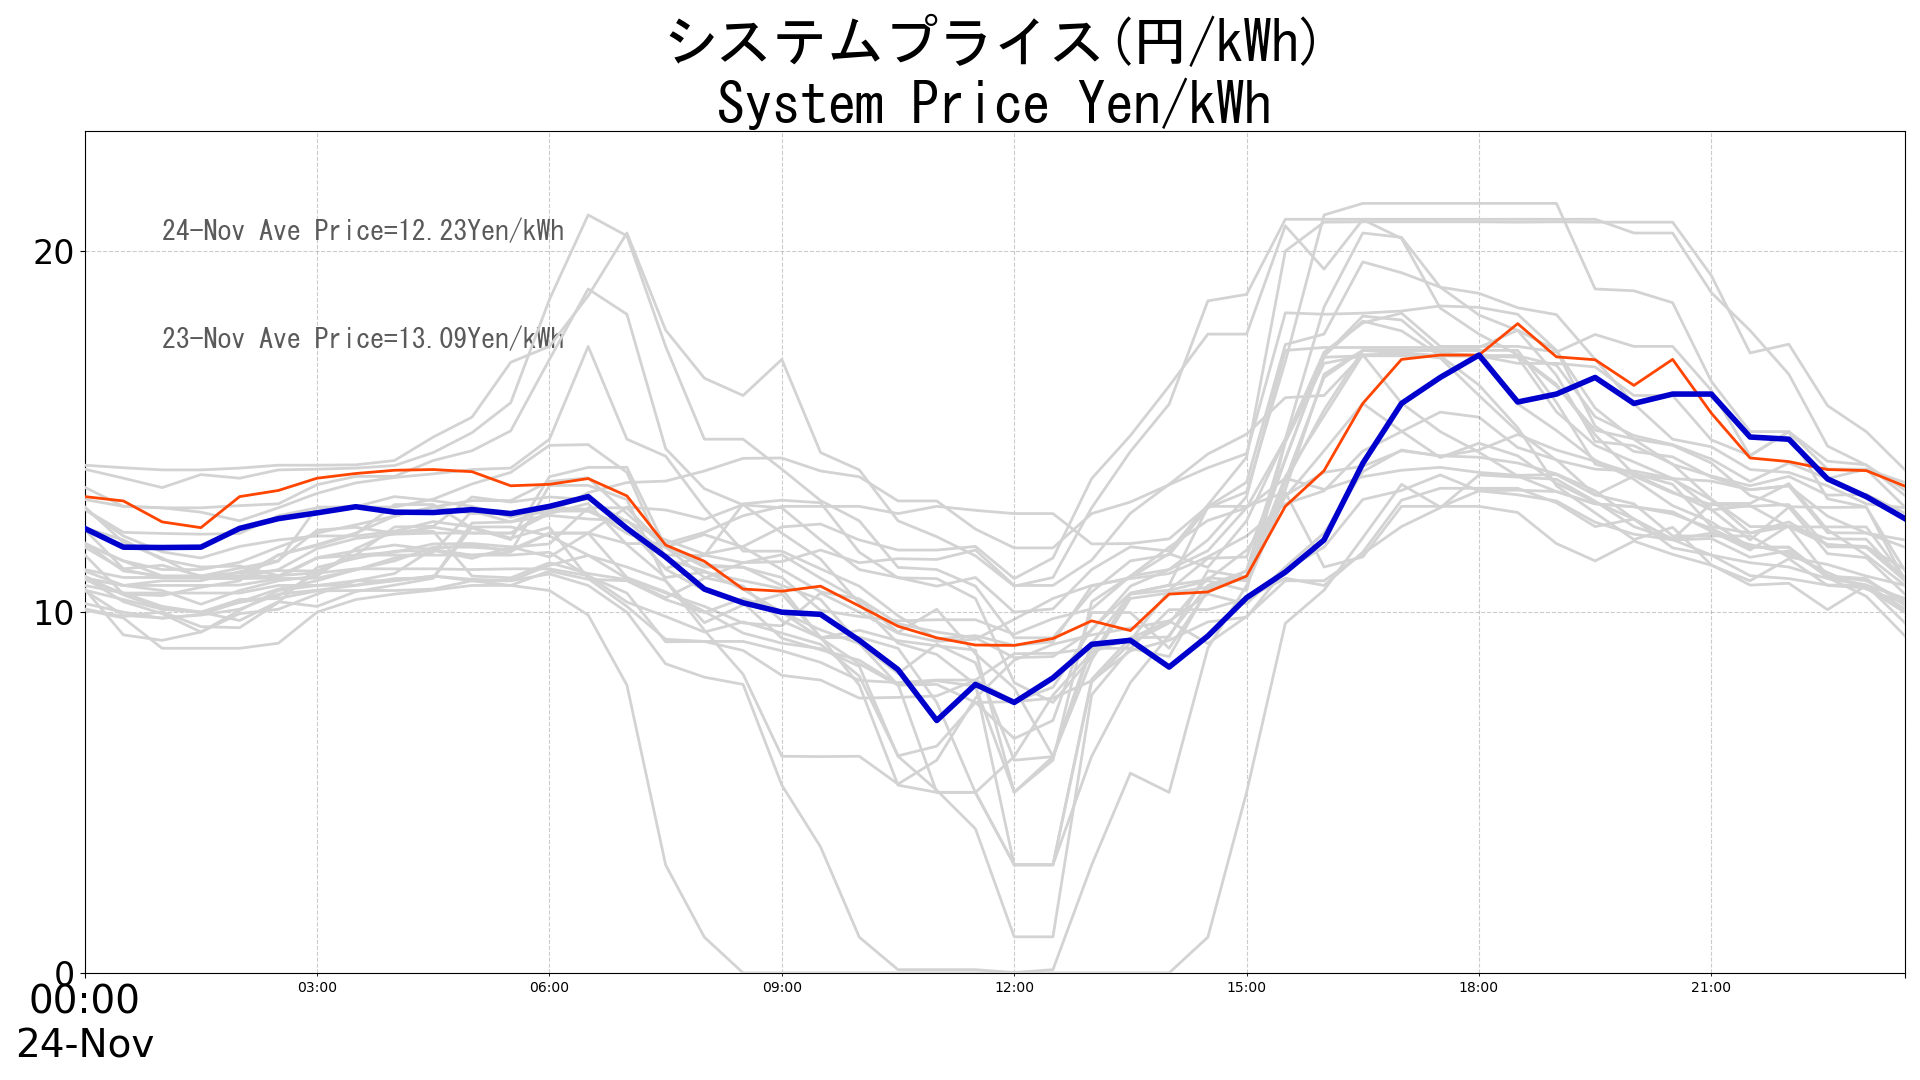 システムプライス(円/kWh)
System Price Yen/kWh
24-Nov Ave Price=12.23Yen/kWh
23-Nov Ave Price=13.09Yen/kWh
20
10
0
00:00 03:00 06:00 09:00 12:00 15:00 18:00 21:00
24-Nov